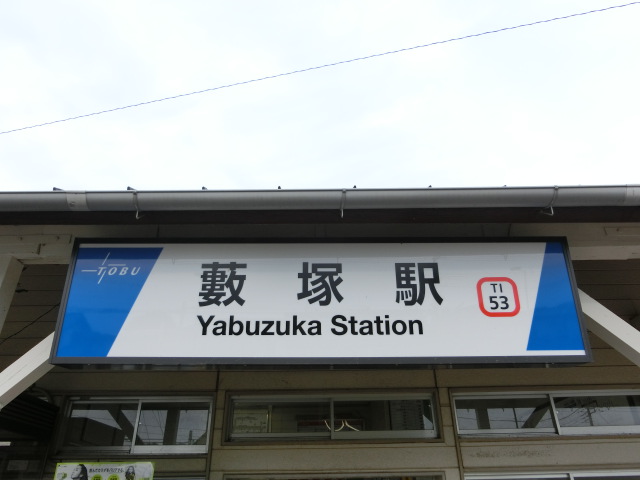 TOBU
藪塚駅
TI
53
Yabuzuka Station